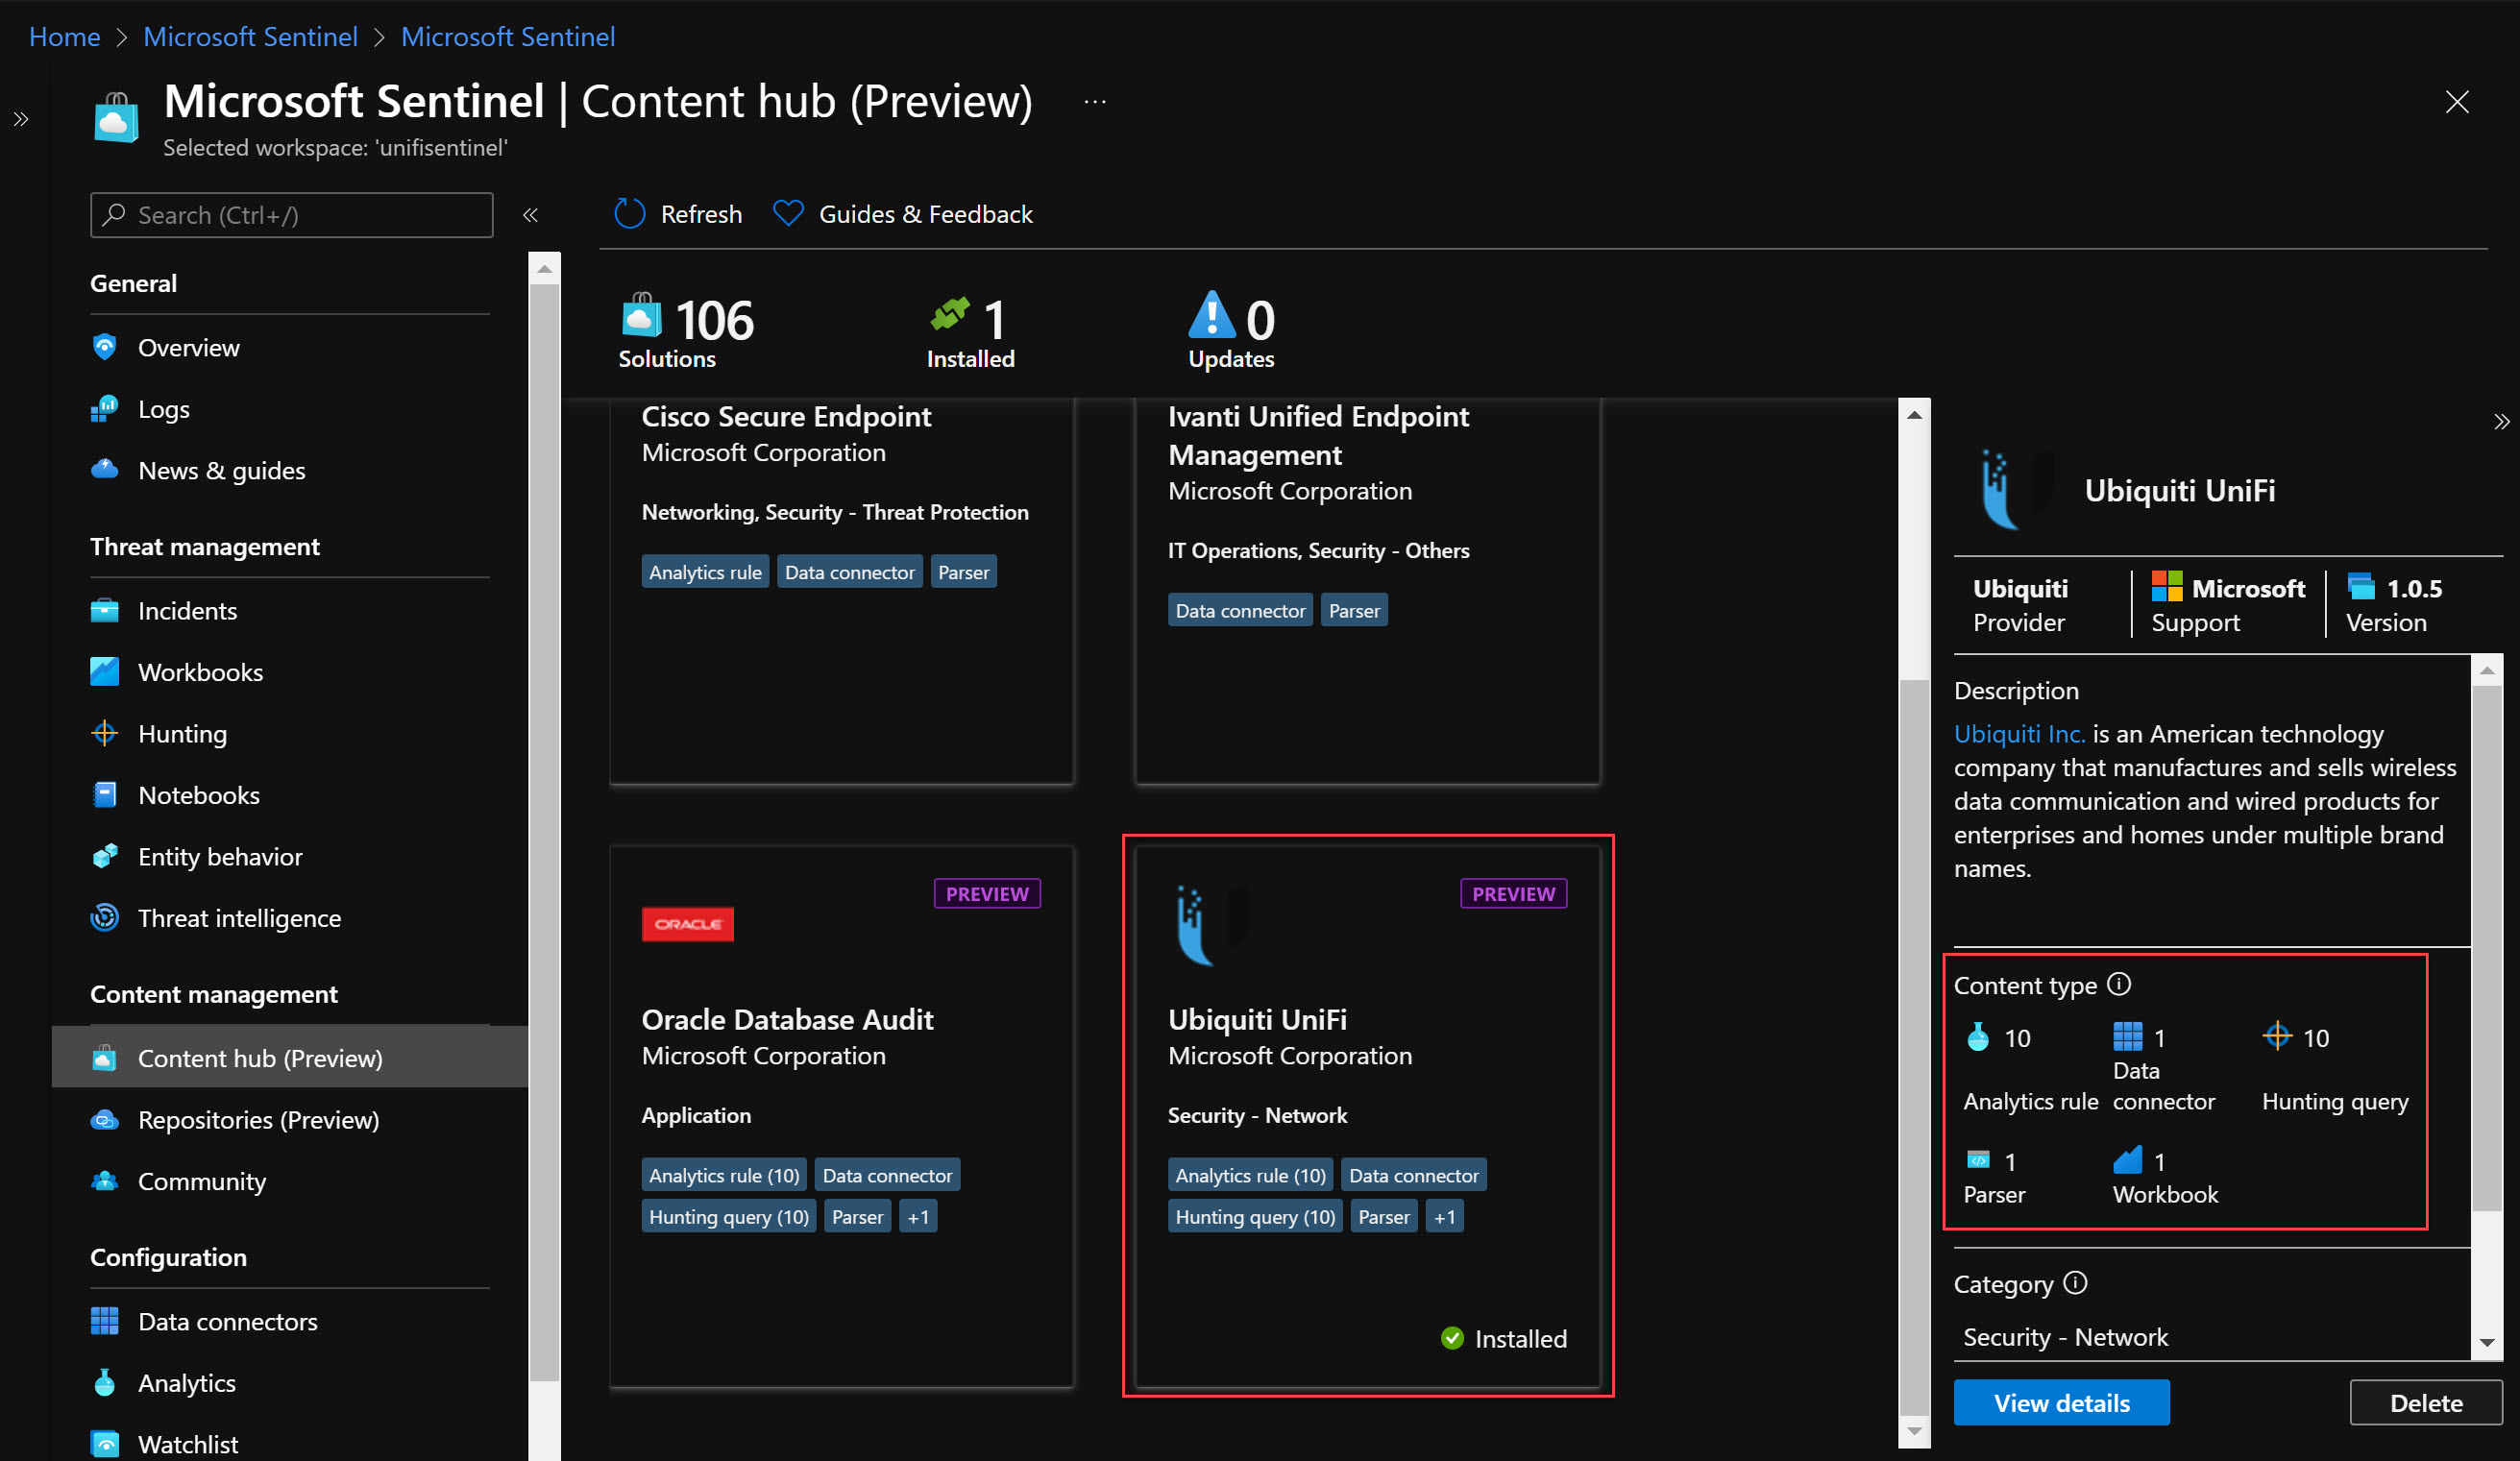 Home > Microsoft Sentinel > Microsoft Sentinel
Microsoft Sentinel | Content hub (Preview) ...
Selected workspace: 'unifisentinel'
Search (Ctrl+/)
General
Overview
Logs
News & guides
Threat management
Incidents
Workbooks
Hunting
Notebooks
Entity behavior
Threat intelligence
Content management
Content hub (Preview)
Repositories (Preview)
Community
Configuration
Data connectors
Analytics
Watchlist
Refresh
Guides & Feedback
106
Solutions
1
Installed
0
Updates
Cisco Secure Endpoint
Microsoft Corporation
Networking, Security - Threat Protection
Analytics rule Data connector Parser
Ivanti Unified Endpoint
Management
Microsoft Corporation
IT Operations, Security - Others
Data connector Parser
PREVIEW
ORACLE
Oracle Database Audit
Microsoft Corporation
Application
Analytics rule (10) Data connector
Hunting query (10) Parser +1
PREVIEW
Ubiquiti UniFi
Microsoft Corporation
Security - Network
Analytics rule (10) Data connector
Hunting query (10) Parser +1
Installed
Ubiquiti UniFi
Ubiquiti
Provider
Microsoft
Support
1.0.5
Version
Description
Ubiquiti Inc. is an American technology
company that manufactures and sells wireless
data communication and wired products for
enterprises and homes under multiple brand
names.
Content type
10
Analytics rule
1
Data
connector
10
Hunting query
1
Parser
1
Workbook
Category
Security - Network
View details
Delete